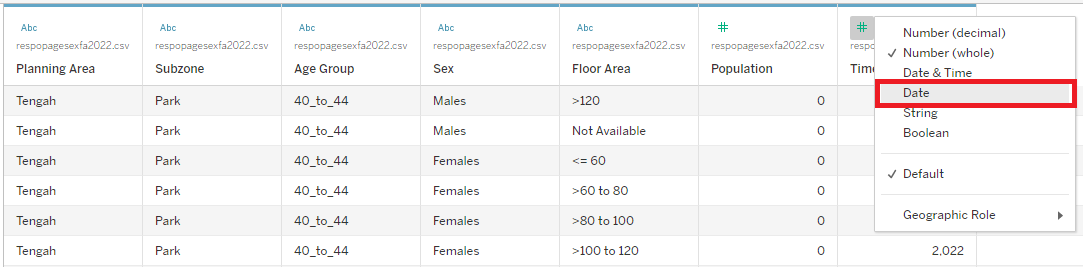 Abc Abc Abc Abc Abc # #
respopagesexfa2022.csv respopagesexfa2022.csv respopagesexfa2022.csv respopagesexfa2022.csv respopagesexfa2022.csv respopagesexfa2022.csv respo
Planning Area Subzone Age Group Sex Floor Area Population Time
Tengah Park 40_to_44 Males >120 0
Tengah Park 40_to_44 Males Not Available 0
Tengah Park 40_to_44 Females <= 60 0
Tengah Park 40_to_44 Females >60 to 80 0
Tengah Park 40_to_44 Females >80 to 100 0
Tengah Park 40_to_44 Females >100 to 120 0 2,022
Number (decimal)
✓ Number (whole)
Date & Time
Date
String
Boolean
✓ Default
Geographic Role